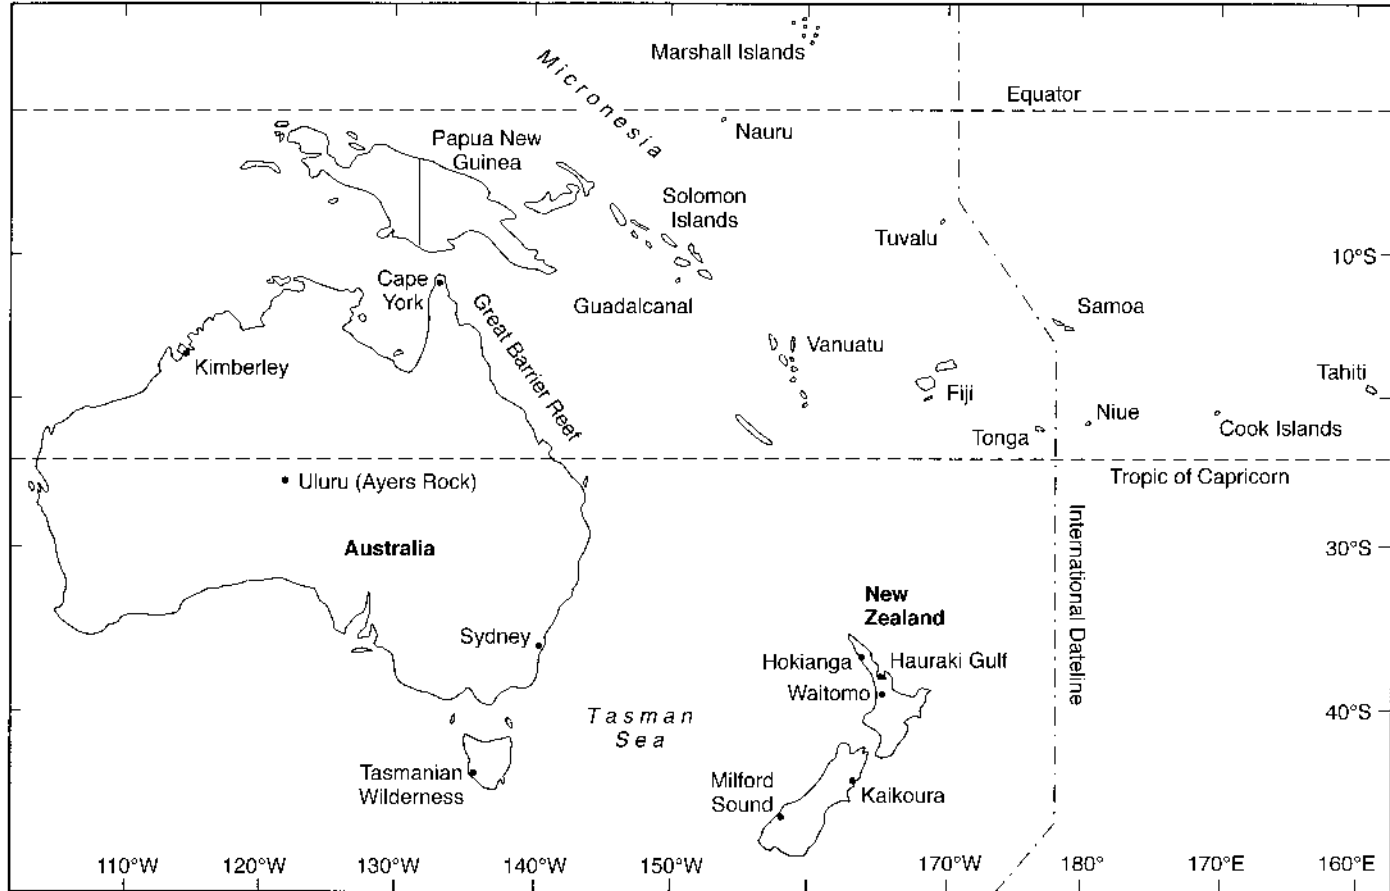 Marshall Islands
Micronesia
Equator
Nauru
Papua New
Guinea
Solomon
Islands
Tuvalu
10°S
Cape
York
Guadalcanal
Samoa
Great Barrier Reef
Kimberley
Vanuatu
Tahiti
Fiji
Niue
Cook Islands
Tonga
Tropic of Capricorn
Uluru (Ayers Rock)
International Dateline
Australia
30°S
New
Zealand
Sydney
Hokianga
Hauraki Gulf
Waitomo
Tasman
Sea
40°S
Tasmanian
Wilderness
Milford
Sound
Kaikoura
110°W 120°W 130°W 140°W 150°W 170°W 180° 170°E 160°E